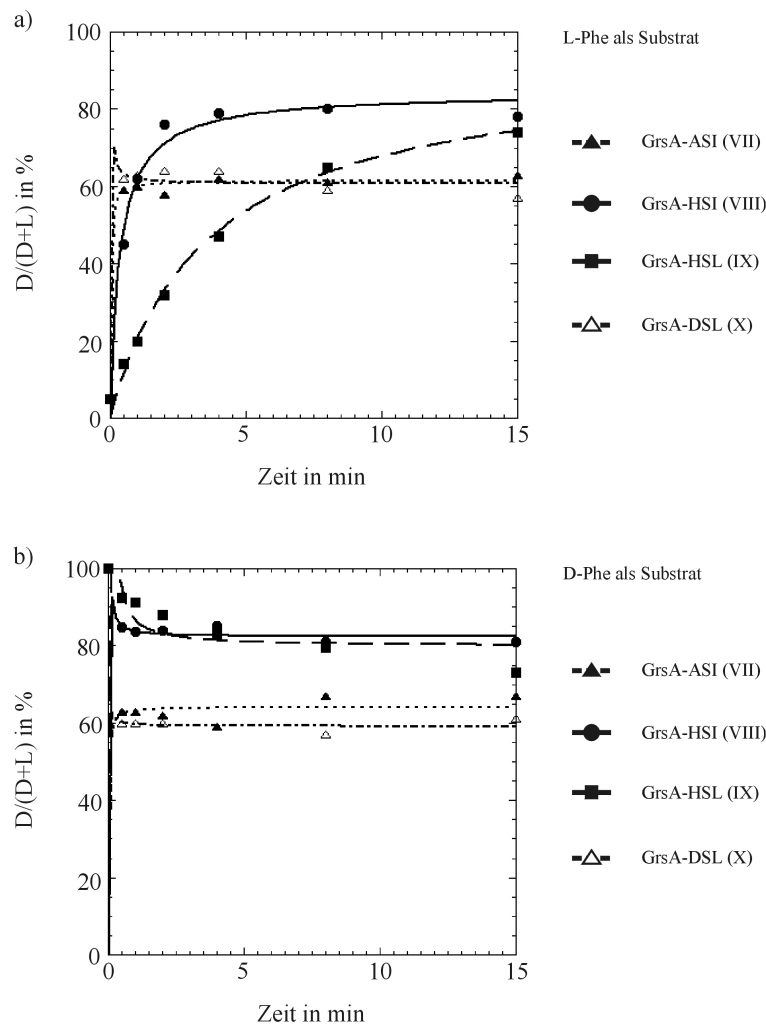 a)
L-Phe als Substrat
100
80
60
40
20
0
D/(D+L) in %
0
5
10
15
Zeit in min
GrsA-ASI (VII)
GrsA-HSI (VIII)
GrsA-HSL (IX)
GrsA-DSL (X)
b)
D-Phe als Substrat
100
80
60
40
20
0
D/(D+L) in %
0
5
10
15
Zeit in min
GrsA-ASI (VII)
GrsA-HSI (VIII)
GrsA-HSL (IX)
GrsA-DSL (X)